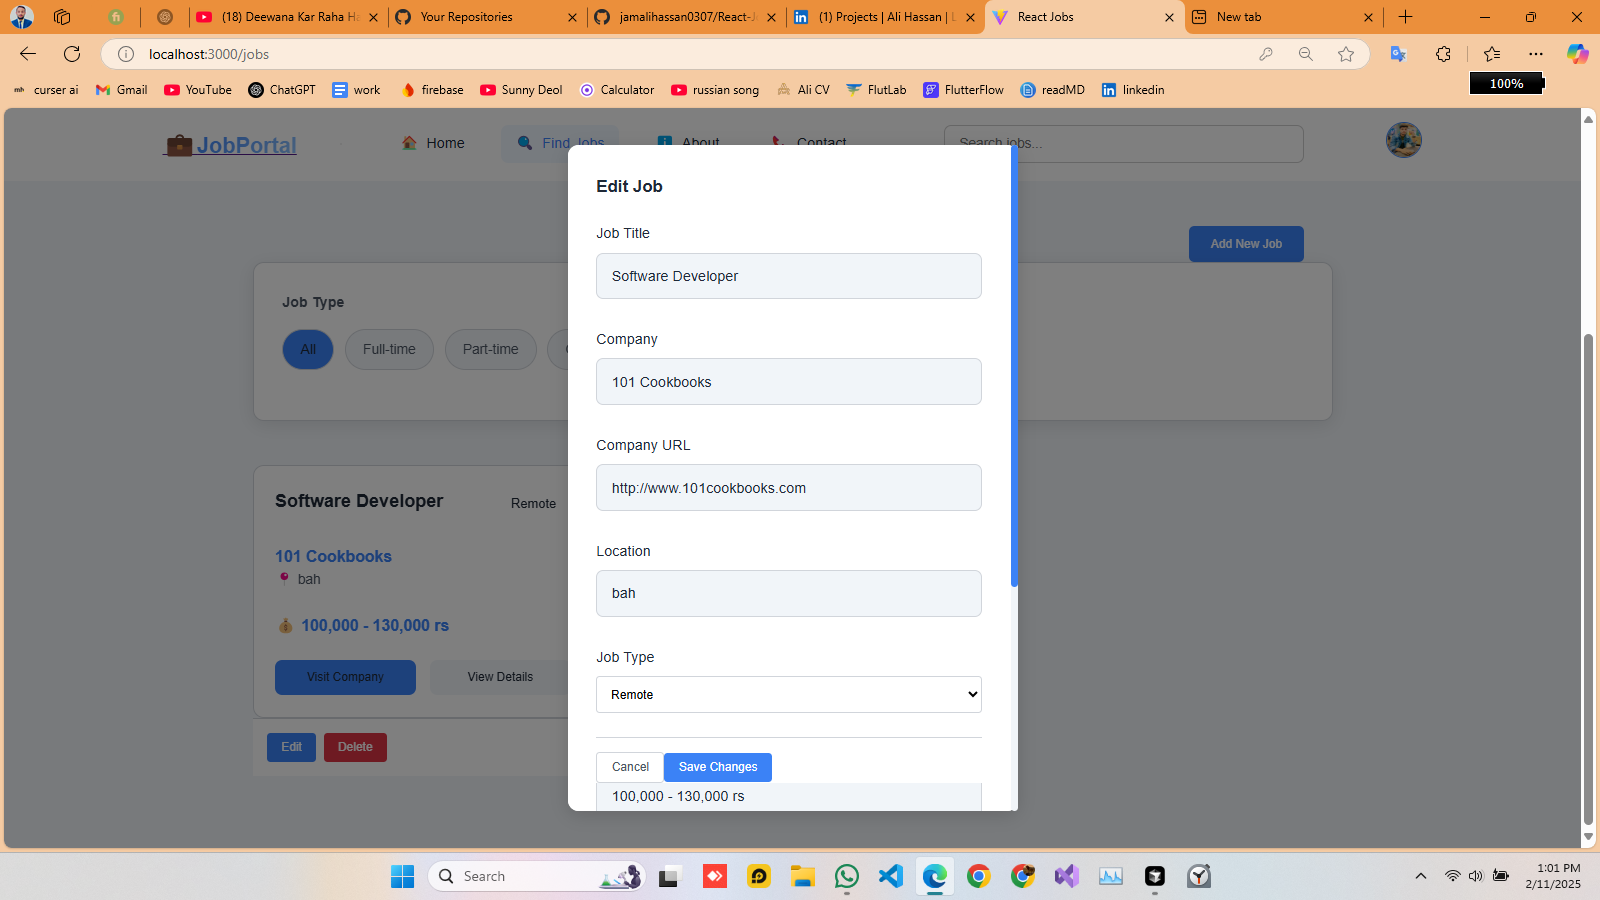 (18) Deewana Kar Raha Ha
Your Repositories
jamalihassan0307/React-J
(1) Projects | Ali Hassan | L
React Jobs
New tab
localhost:3000/jobs
curser ai
Gmail
YouTube
ChatGPT
work
firebase
Sunny Deol
Calculator
russian song
Ali CV
FlutLab
FlutterFlow
readMD
linkedin
100%
JobPortal
Home
Find Jobs
About
Contact
Search jobs...
Add New Job
Job Type
All
Full-time
Part-time
Software Developer
Remote
101 Cookbooks
bah
100,000 - 130,000 rs
Visit Company
View Details
Edit
Delete
Edit Job
Job Title
Software Developer
Company
101 Cookbooks
Company URL
http://www.101cookbooks.com
Location
bah
Job Type
Remote
Cancel
Save Changes
100,000 - 130,000 rs
Search
1:01 PM
2/11/2025